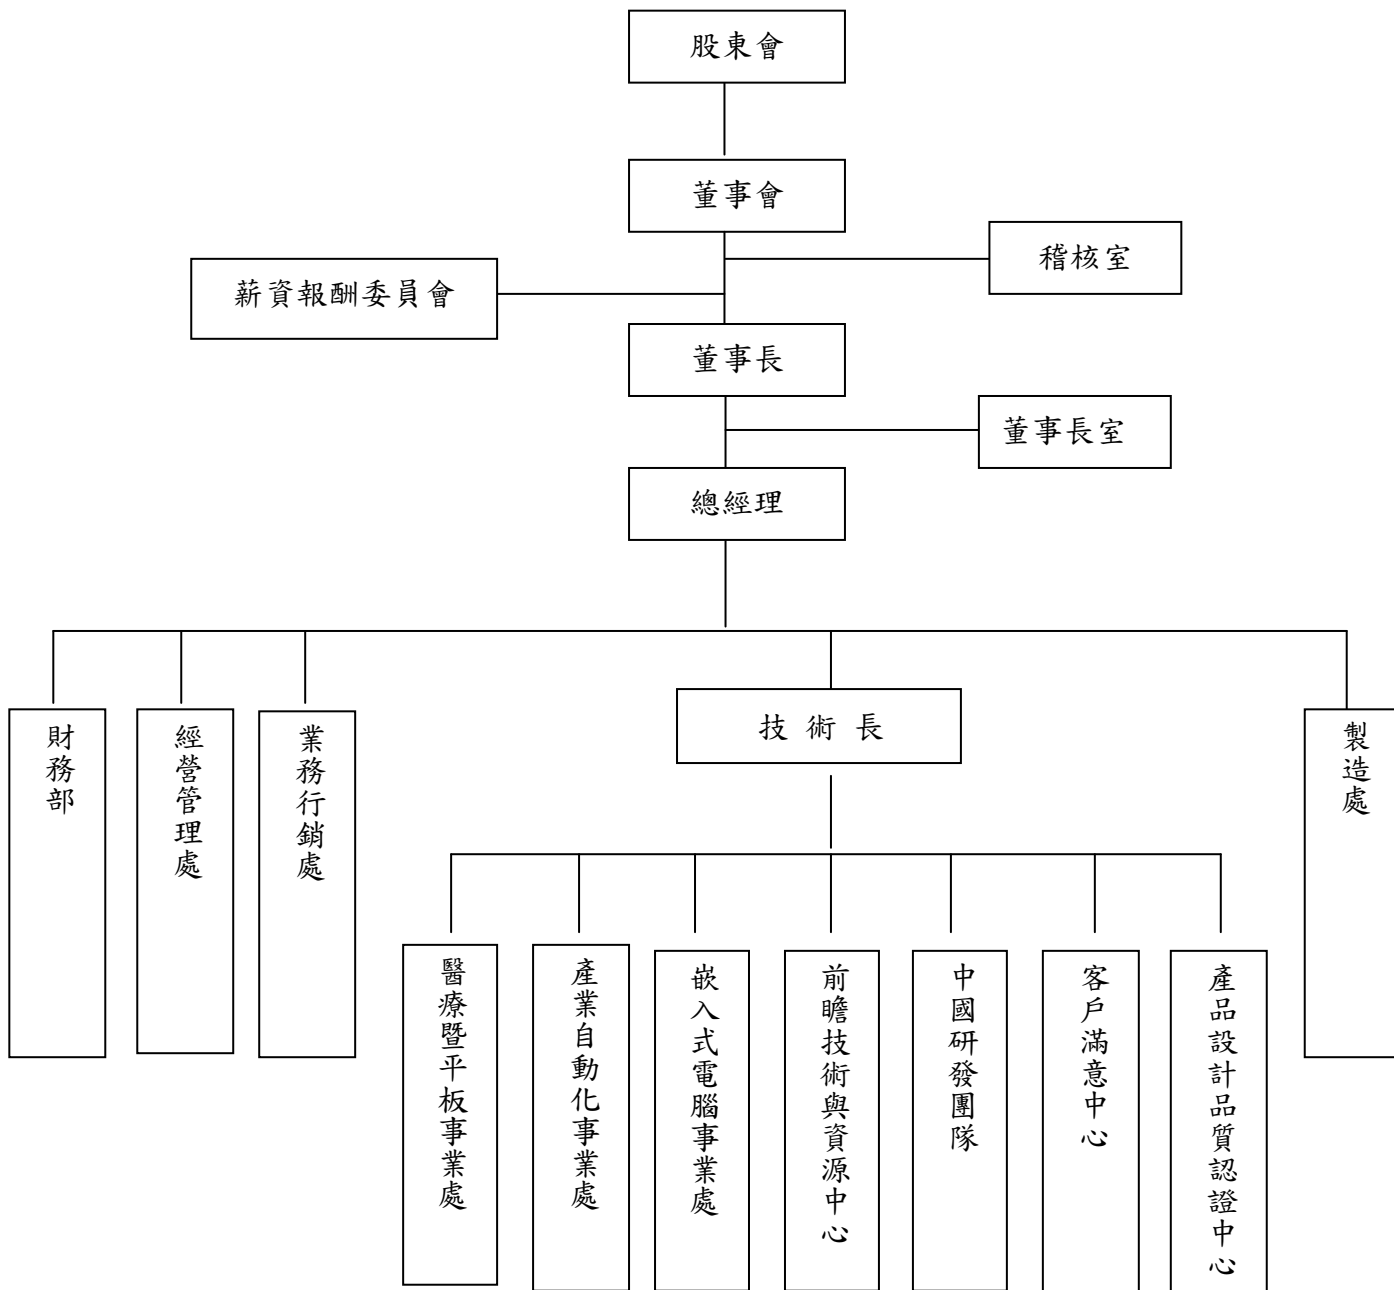 股東會
董事會
稽核室
薪資報酬委員會
董事長
董事長室
總經理
財務部
經營管理處
業務行銷處
技術長
製造處
醫療暨平板事業處
產業自動化事業處
嵌入式電腦事業處
前瞻技術與資源中心
中國研發團隊
客戶滿意中心
產品設計品質認證中心